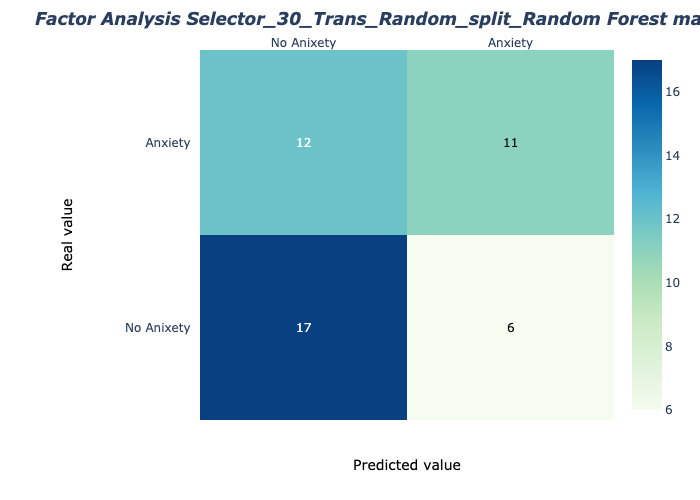 Factor Analysis Selector_30_Trans_Random_split_Random Forest ma
No Anixety Anxiety
Anxiety 12 11
No Anixety 17 6
16
14
12
10
8
6
Real value
Predicted value